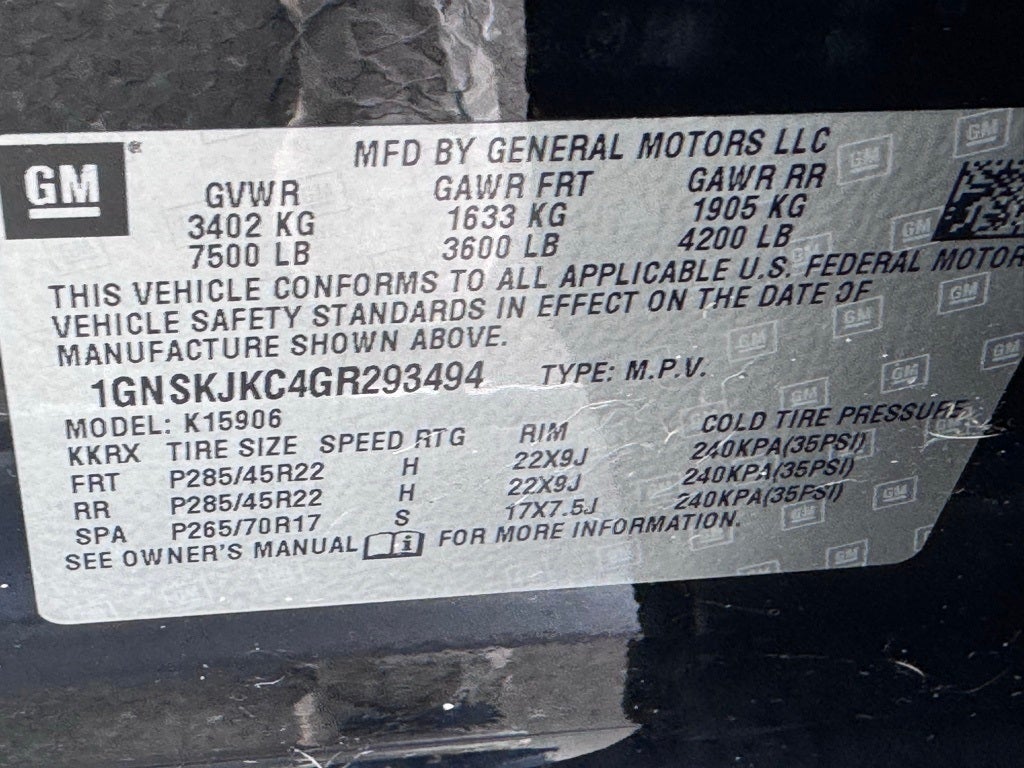 GM
MFD BY GENERAL MOTORS LLC
GVWR GAWR FRT GAWR RR
3402 KG 1633 KG 1905 KG
7500 LB 3600 LB 4200 LB
THIS VEHICLE CONFORMS TO ALL APPLICABLE U.S. FEDERAL MOTOR
VEHICLE SAFETY STANDARDS IN EFFECT ON THE DATE OF
MANUFACTURE SHOWN ABOVE.
1GNSKJKC4GR293494 TYPE: M.P.V.
MODEL: K15906
KKRX TIRE SIZE SPEED RTG RIM COLD TIRE PRESSURE
FRT P285/45R22 H 22X9J 240KPA(35PSI)
RR P285/45R22 H 22X9J 240KPA(35PSI)
SPA P265/70R17 S 17X7.5J 240KPA(35PSI)
SEE OWNER'S MANUAL FOR MORE INFORMATION.